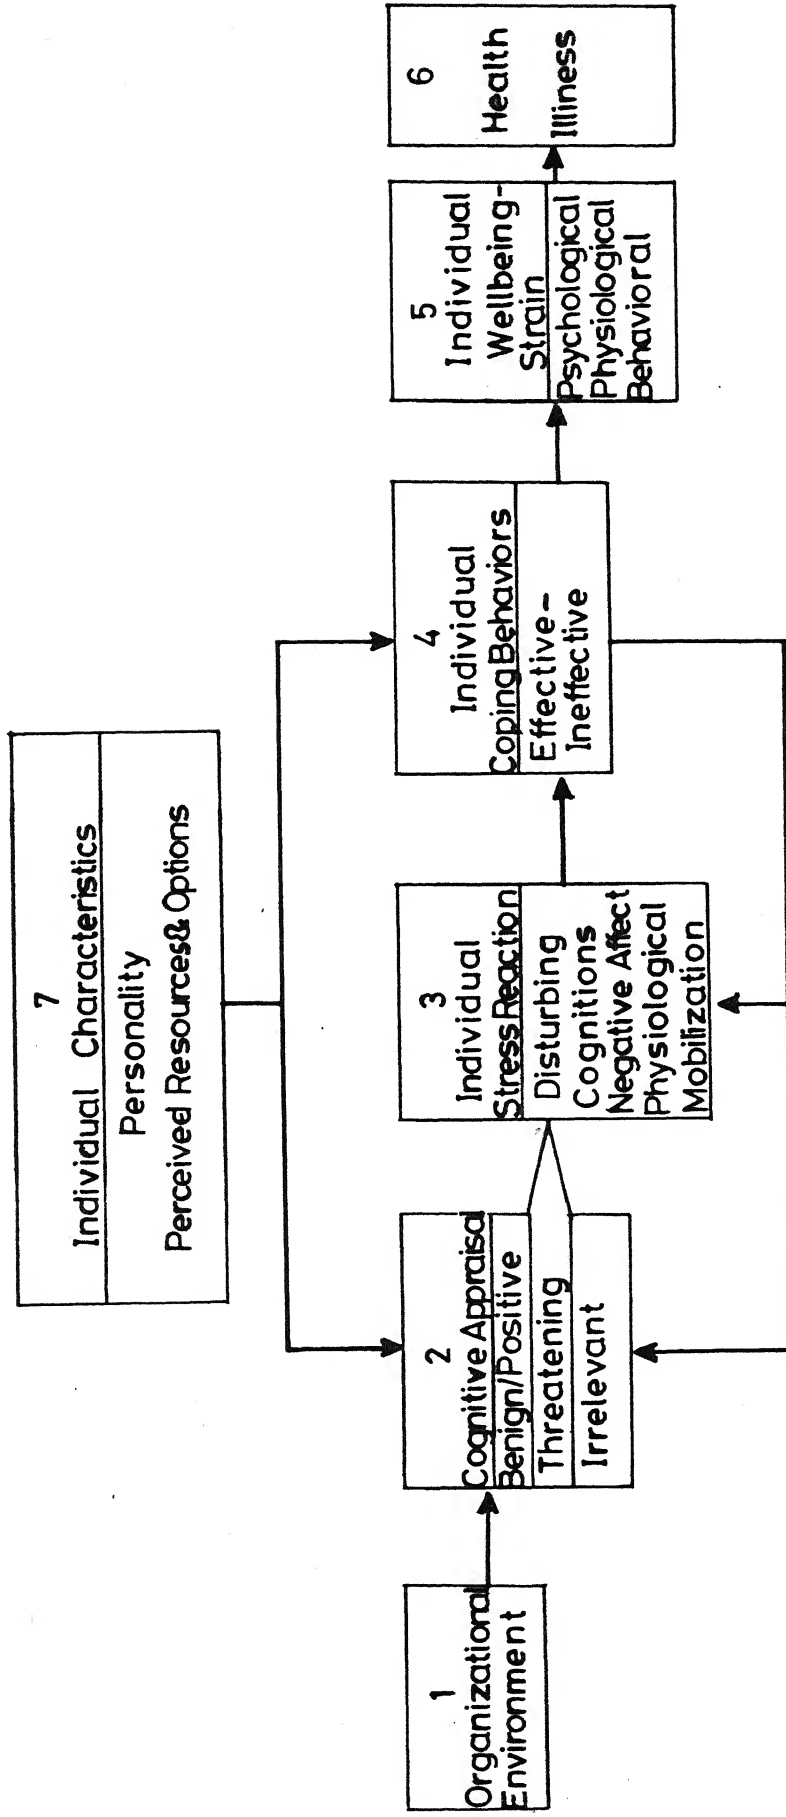 7
Individual Characteristics
Personality
Perceived Resources& Options
1
Organizational
Environment
2
Cognitive Appraisal
Benign/Positive
Threatening
Irrelevant
3
Individual
Stress Reaction
Disturbing
Cognitions
Negative Affect
Physiological
Mobilization
4
Individual
Coping Behaviors
Effective-
Ineffective
5
Individual
Wellbeing-
Strain
Psychological
Physiological
Behavioral
6
Health
Illiness